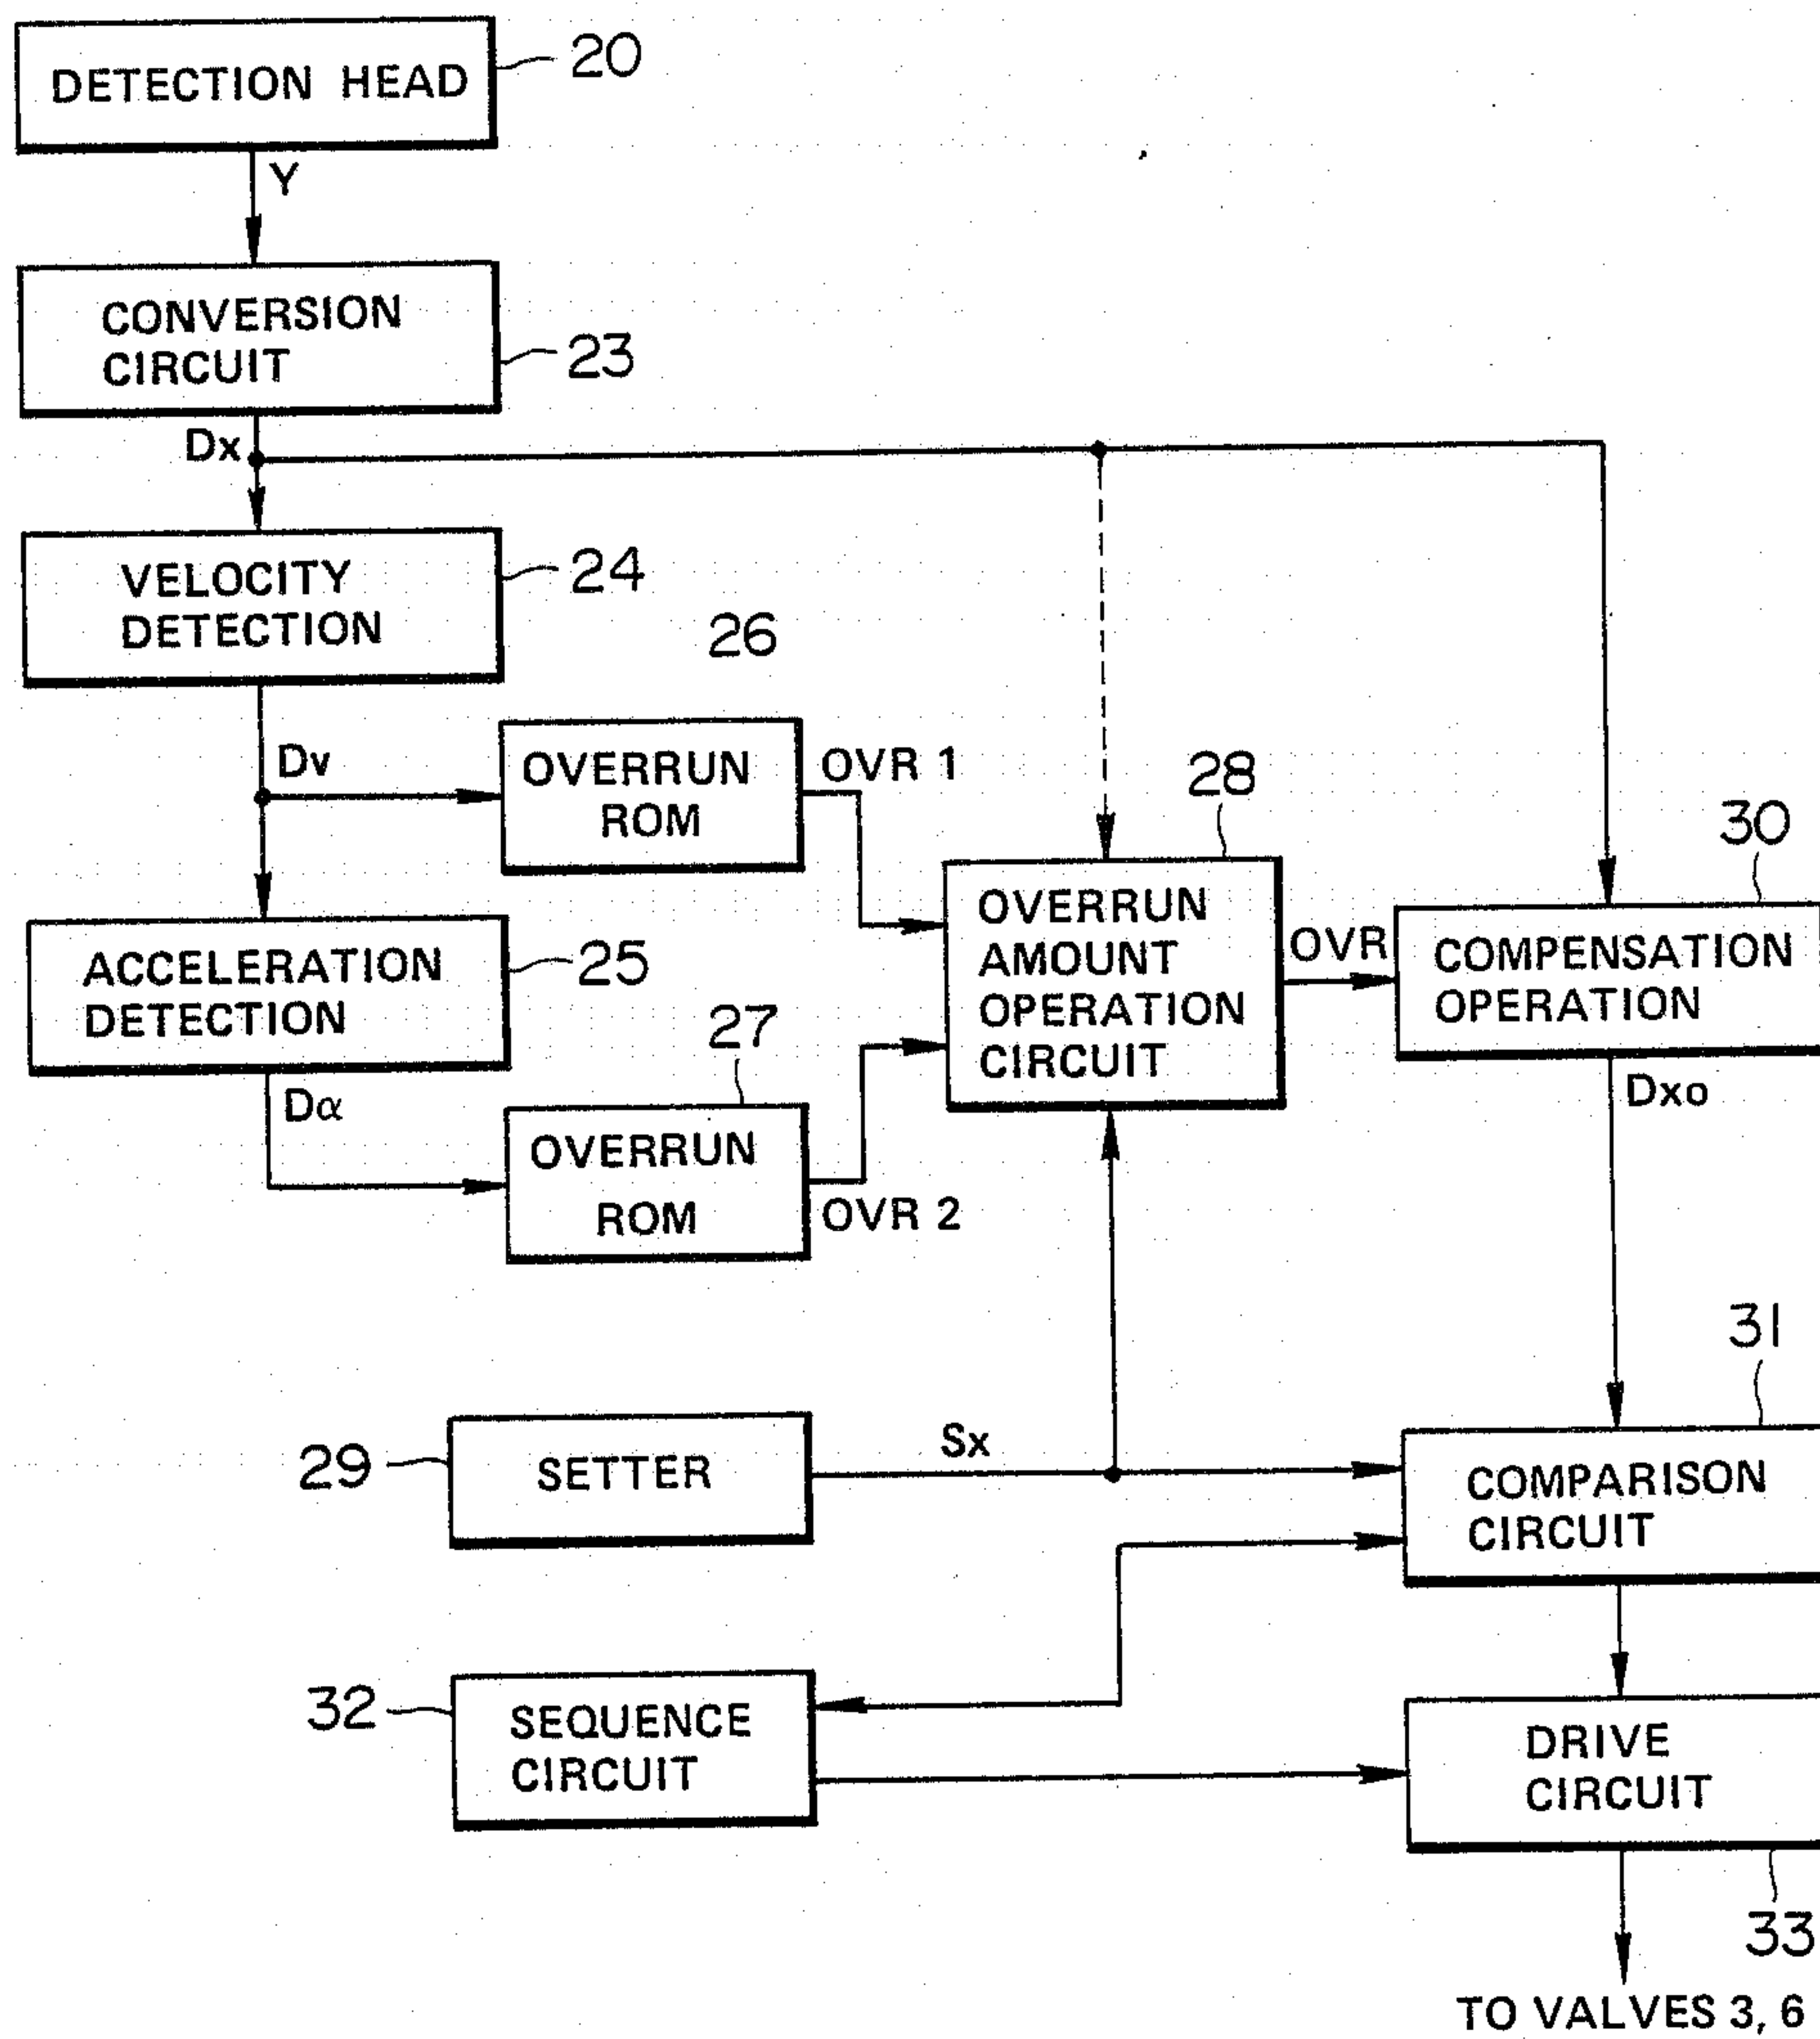 DETECTION HEAD
20
Y
CONVERSION
CIRCUIT
23
Dx
VELOCITY
DETECTION
24
26
Dv
OVERRUN
ROM
OVR 1
28
30
ACCELERATION
DETECTION
25
OVERRUN
AMOUNT
OPERATION
CIRCUIT
OVR
COMPENSATION
OPERATION
27
Dα
Dxo
OVERRUN
ROM
OVR 2
31
29
SETTER
Sx
COMPARISON
CIRCUIT
32
SEQUENCE
CIRCUIT
DRIVE
CIRCUIT
33
TO VALVES 3, 6